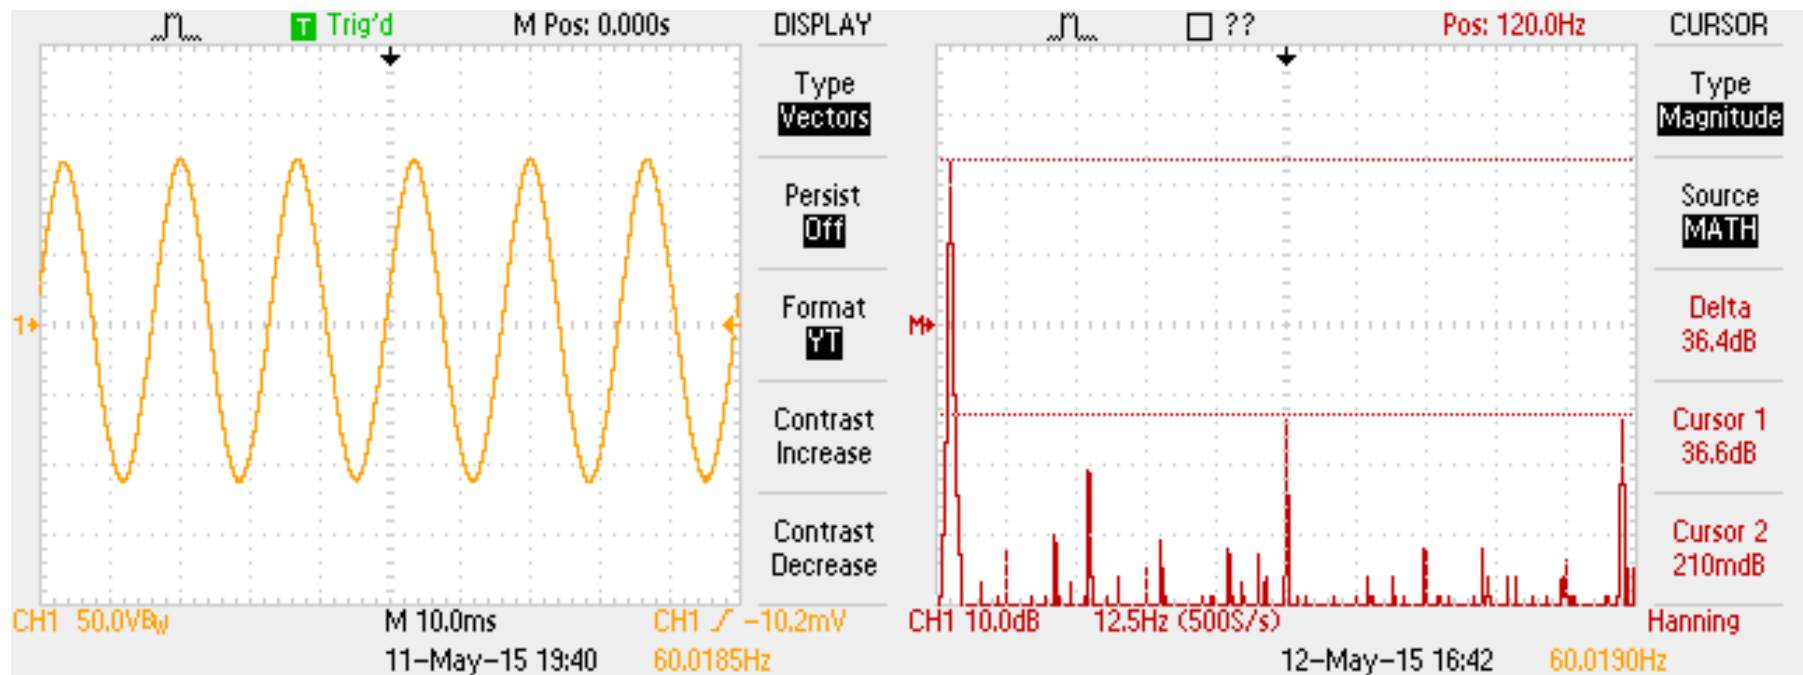 T Trig'd M Pos: 0.000s DISPLAY
Type
Vectors
Persist
Off
Format
YT
Contrast
Increase
Contrast
Decrease
1
CH1 50.0VBW M 10.0ms CH1 -10.2mV
11-May-15 19:40 60.0185Hz
?? Pos: 120.0Hz CURSOR
Type
Magnitude
Source
MATH
Delta
36.4dB
Cursor 1
36.6dB
Cursor 2
210mdB
M
CH1 10.0dB 12.5Hz (500S/s) Hanning
12-May-15 16:42 60.0190Hz